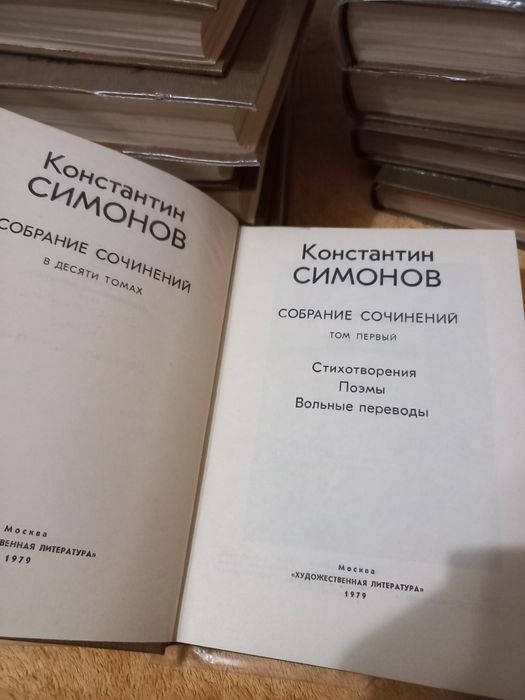 Константин
СИМОНОВ
СОБРАНИЕ СОЧИНЕНИЙ
В ДЕСЯТИ ТОМАХ
Москва
ЛИТЕРАТУРА»
1979
Константин
СИМОНОВ
СОБРАНИЕ СОЧИНЕНИЙ
ТОМ ПЕРВЫЙ
Стихотворения
Поэмы
Вольные переводы
Москва
«ХУДОЖЕСТВЕННАЯ ЛИТЕРАТУРА»
1979